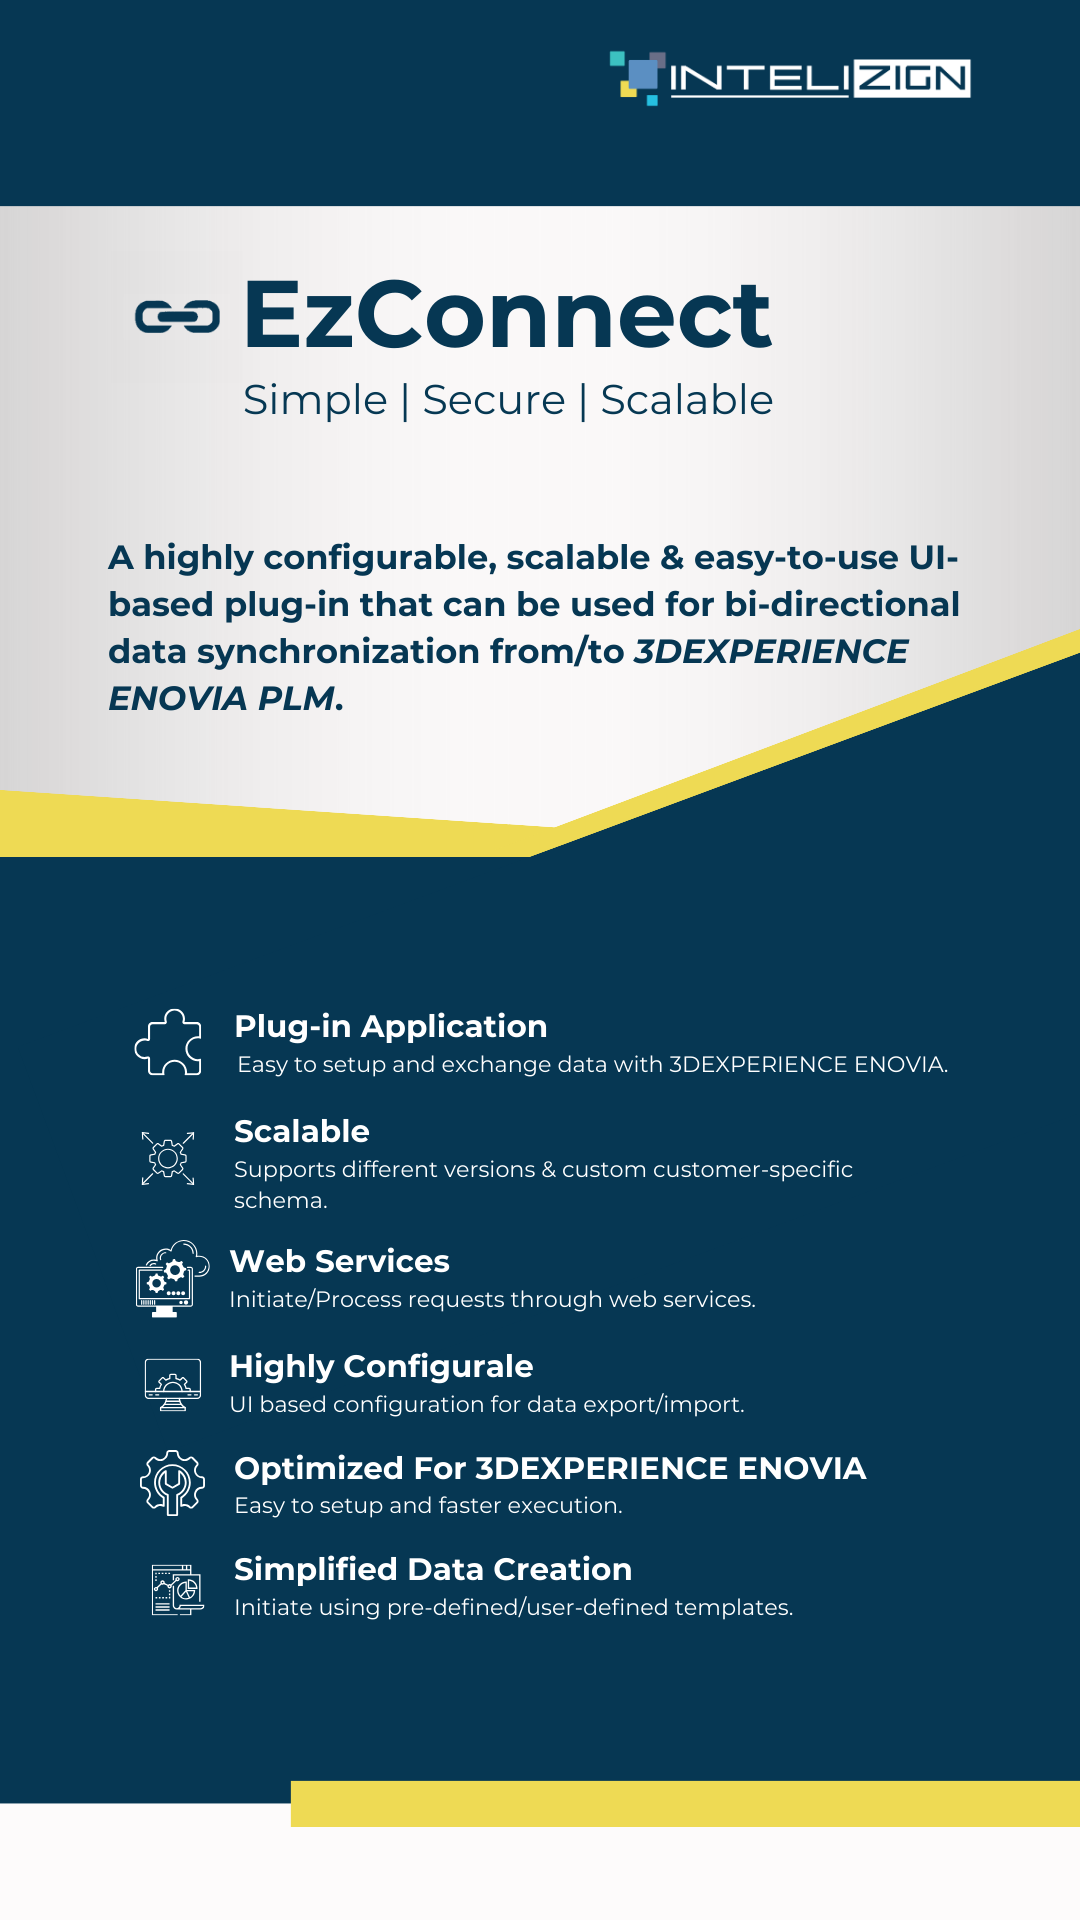 INTELIZIGN
EzConnect
Simple | Secure | Scalable
A highly configurable, scalable & easy-to-use UI-
based plug-in that can be used for bi-directional
data synchronization from/to 3DEXPERIENCE
ENOVIA PLM.
Plug-in Application
Easy to setup and exchange data with 3DEXPERIENCE ENOVIA.
Scalable
Supports different versions & custom customer-specific
schema.
Web Services
Initiate/Process requests through web services.
Highly Configurale
UI based configuration for data export/import.
Optimized For 3DEXPERIENCE ENOVIA
Easy to setup and faster execution.
Simplified Data Creation
Initiate using pre-defined/user-defined templates.